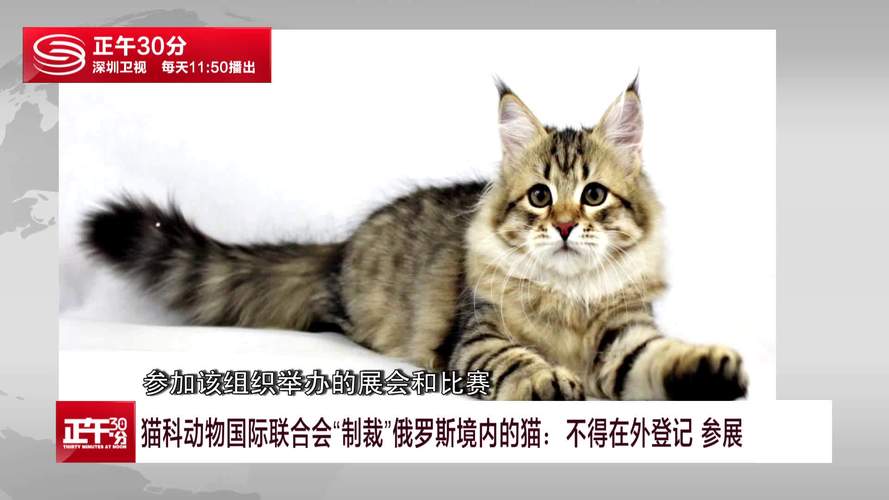 正午30分
深圳卫视 每天11:50播出
参加该组织举办的展会和比赛
正午30分
THIRTY MINUTES AT NOON
猫科动物国际联合会“制裁”俄罗斯境内的猫：不得在外登记 参展